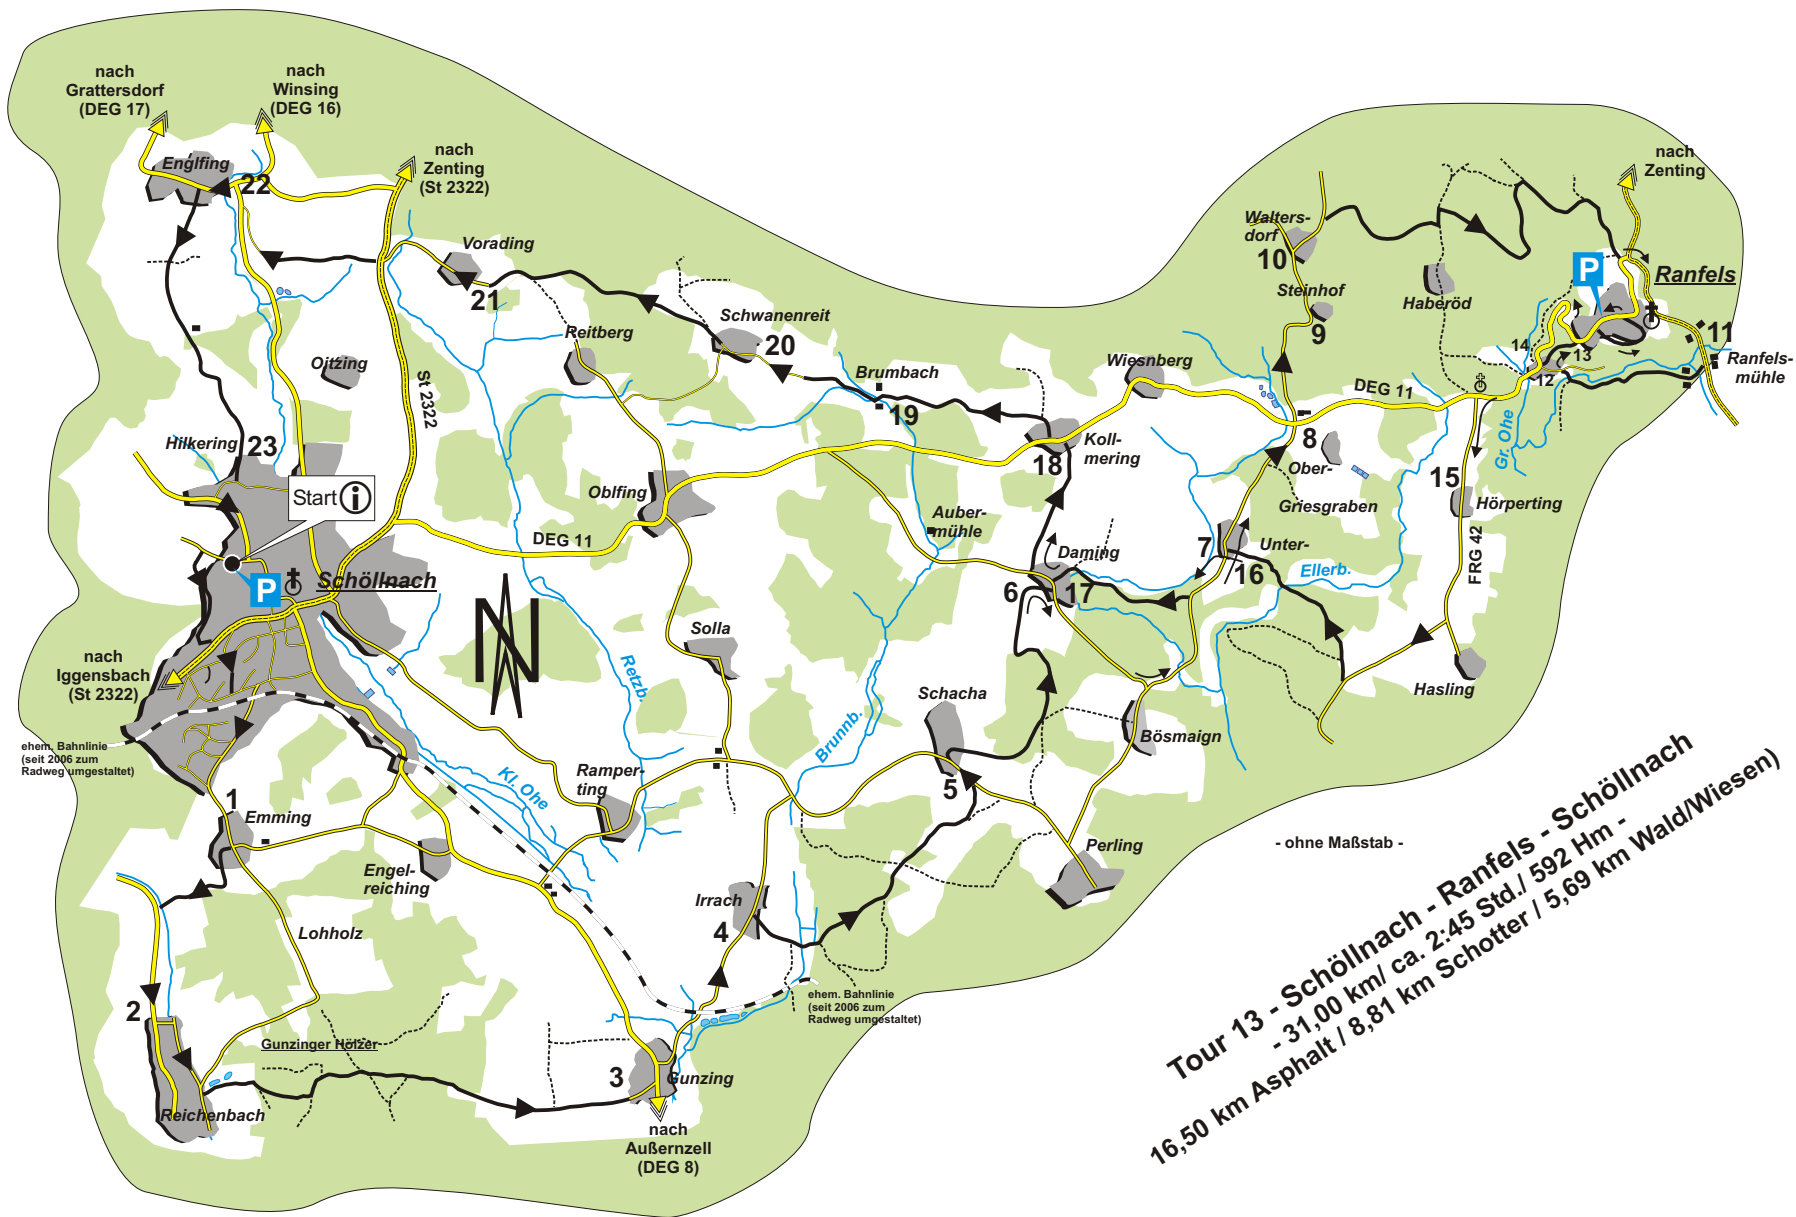 nach
Grattersdorf
(DEG 17)
nach
Winsing
(DEG 16)
nach
Zenting
(St 2322)
nach
Zenting
Englfing
22
Vorading
21
Walters-
dorf
10
Steinhof
9
Haberöd
P
Ranfels
11
Ranfels-
mühle
14
13
12
Reitberg
Schwanenreit
20
Oitzing
St 2322
Brumbach
19
Wiesnberg
DEG 11
8
Koll-
mering
18
Hilkering
23
Start i
Oblfing
DEG 11
Ober-
Griesgraben
Gr. Ohe
15
Hörperting
FRG 42
Auber-
mühle
Daming
6
17
7
16
Unter-
Ellerb.
P
Schöllnach
N
nach
Iggensbach
(St 2322)
Solla
Retzb.
Schacha
Hasling
Brunnb.
Bösmaign
ehem. Bahnlinie
(seit 2006 zum
Radweg umgestaltet)
Kl. Ohe
Ramper-
ting
5
1
Emming
Engel-
reiching
Perling
Irrach
4
Lohholz
2
Gunzinger Hölzer
Reichenbach
3
Gunzing
ehem. Bahnlinie
(seit 2006 zum
Radweg umgestaltet)
nach
Außernzell
(DEG 8)
- ohne Maßstab -
Tour 13 - Schöllnach - Ranfels - Schöllnach
- 31,00 km/ ca. 2:45 Std./ 592 Hm -
16,50 km Asphalt / 8,81 km Schotter / 5,69 km Wald/Wiesen)